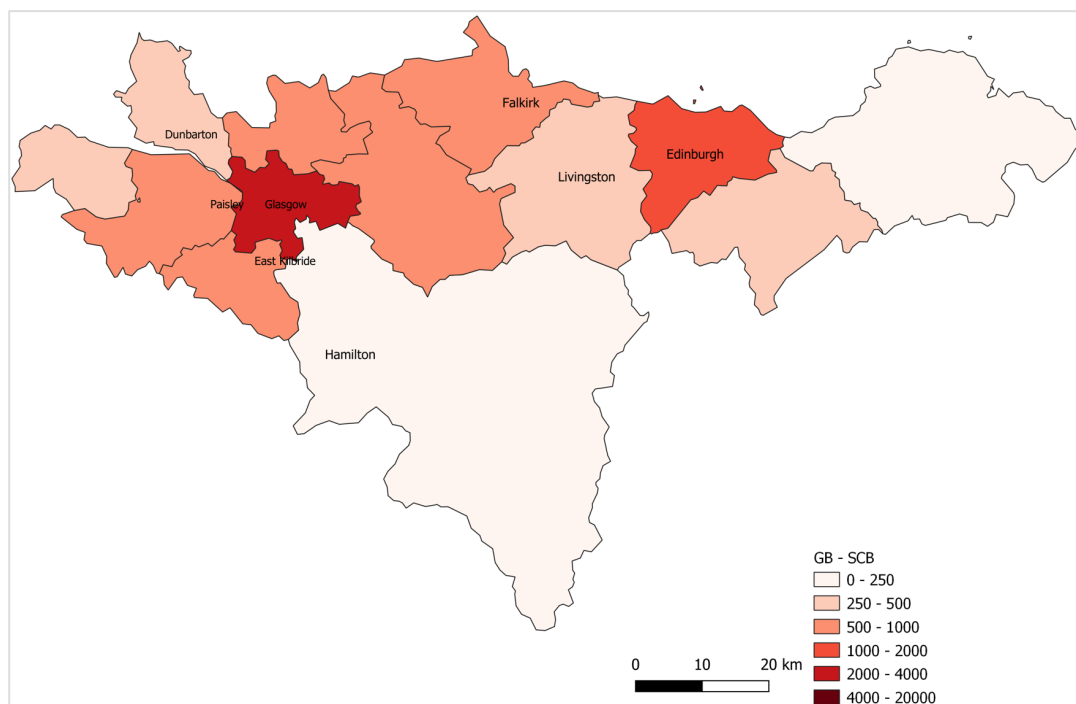 Falkirk
Dunbarton
Edinburgh
Livingston
Paisley
Glasgow
East Kilbride
Hamilton
GB - SCB
0 - 250
250 - 500
500 - 1000
1000 - 2000
2000 - 4000
4000 - 20000
0 10 20 km